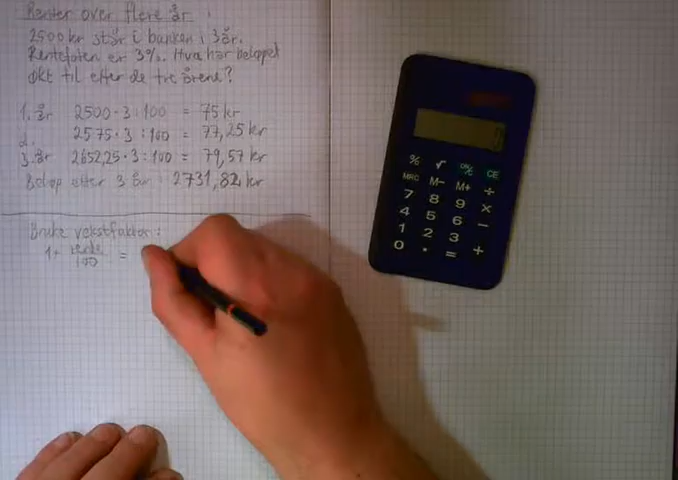 Renter over flere år :
2500 kr står i banken i 3 år.
Rentefoten er 3%. Hva har beløpet
økt til etter de tre årene?
1. år 2500 · 3 : 100 = 75 kr
2. 2575 · 3 : 100 = 77,25 kr
3. år 2652,25 · 3 : 100 = 79,57 kr
Beløp etter 3 år : 2731,82 kr
Bruke vekstfaktor :
1 + rente/100 =
0
% √ CE
MRC M- M+ ÷
7 8 9 ×
4 5 6 −
1 2 3 +
0 . =